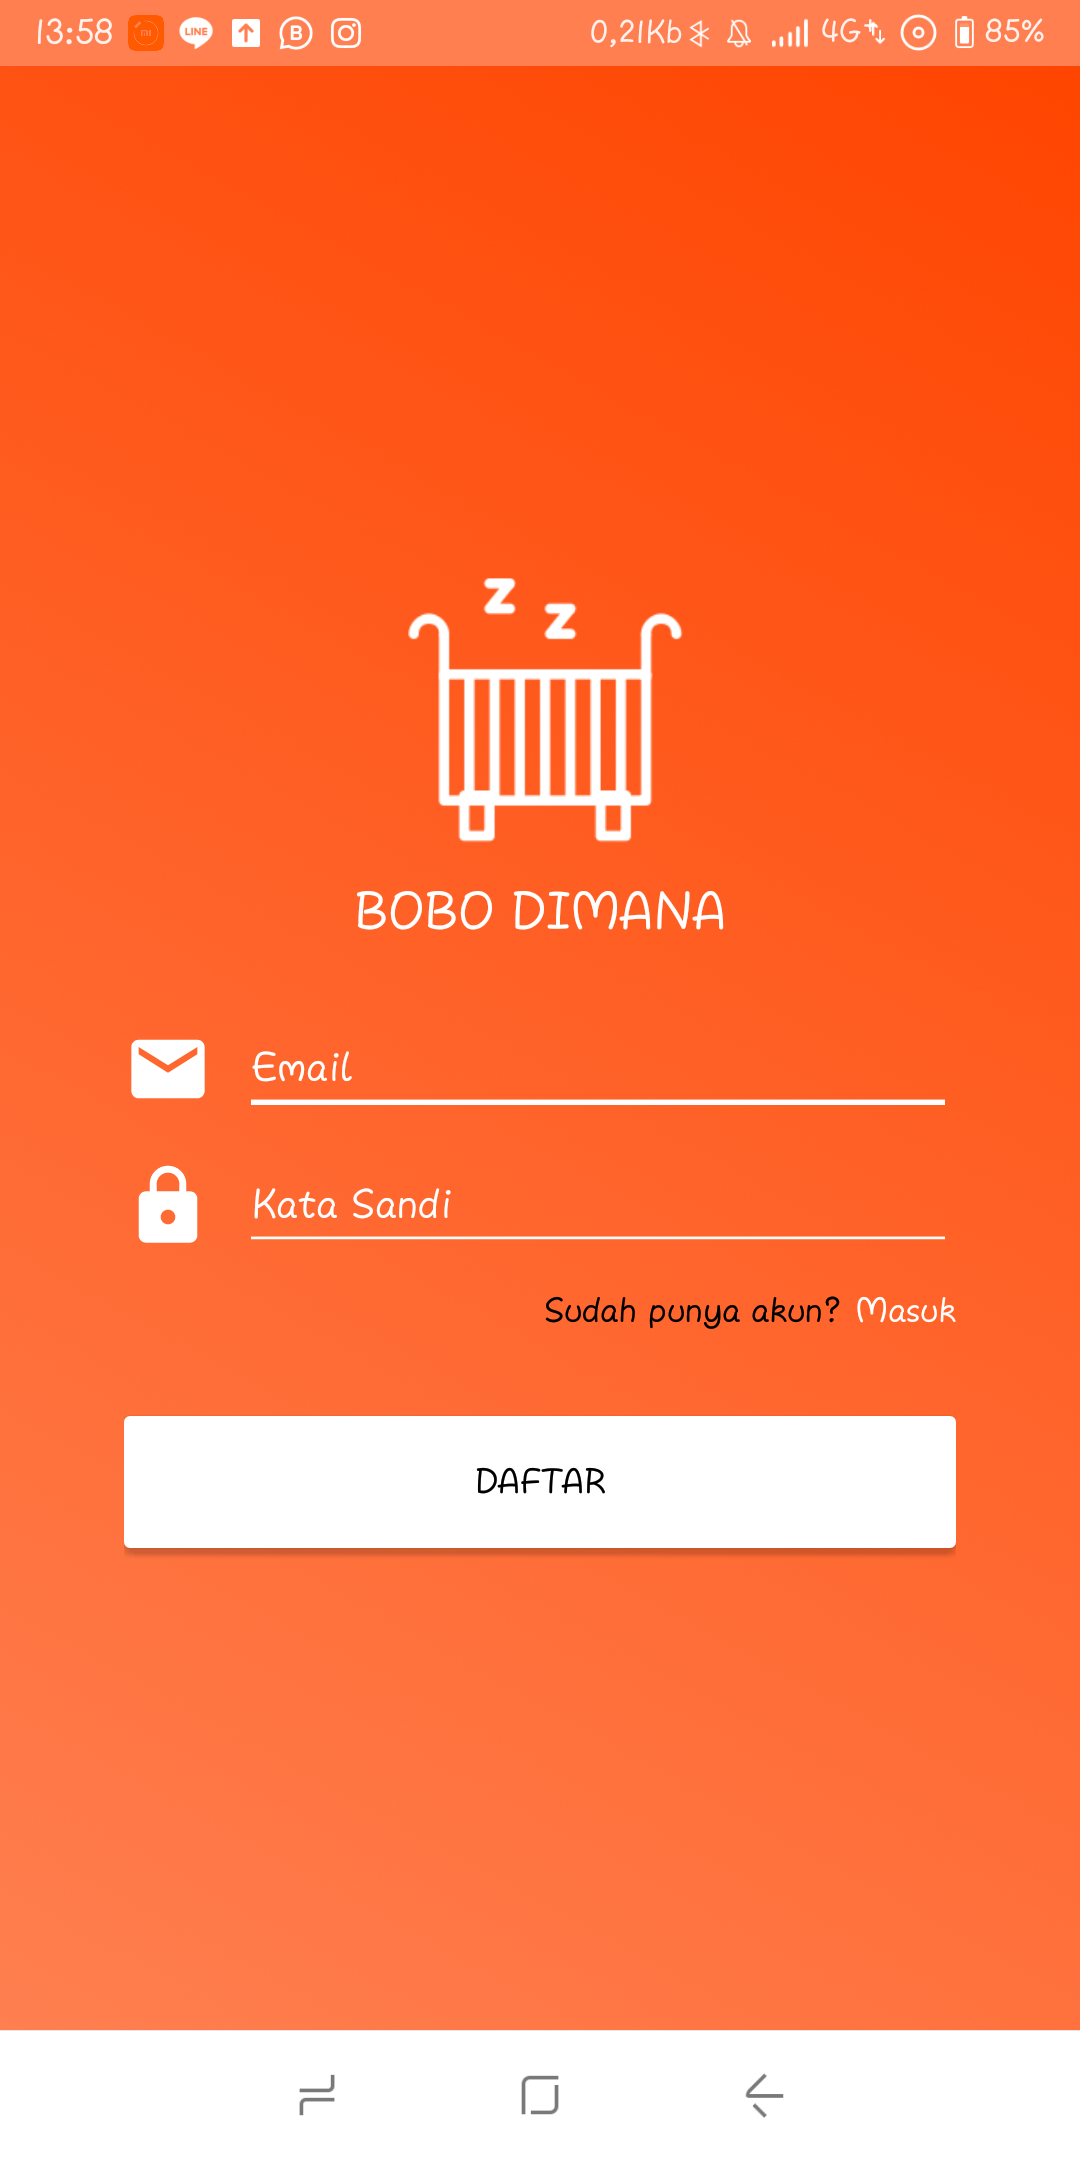 13:58 LINE B 0,21Kb 4G 85%
z z
BOBO DIMANA
Email
Kata Sandi
Sudah punya akun? Masuk
DAFTAR